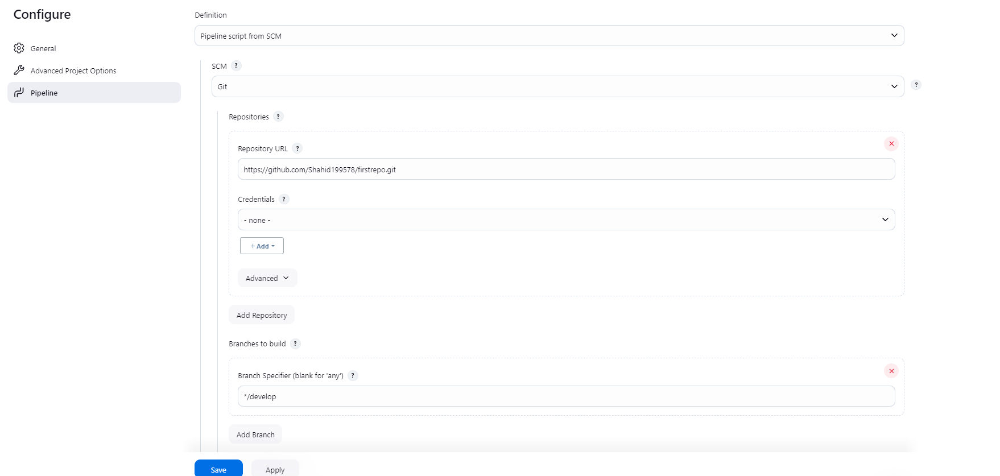 Configure
General
Advanced Project Options
Pipeline
Definition
Pipeline script from SCM
SCM ?
Git
?
Repositories ?
Repository URL ?
https://github.com/Shahid199578/firstrepo.git
Credentials ?
- none -
+ Add
Advanced
Add Repository
Branches to build ?
Branch Specifier (blank for 'any') ?
*/develop
Add Branch
Save Apply